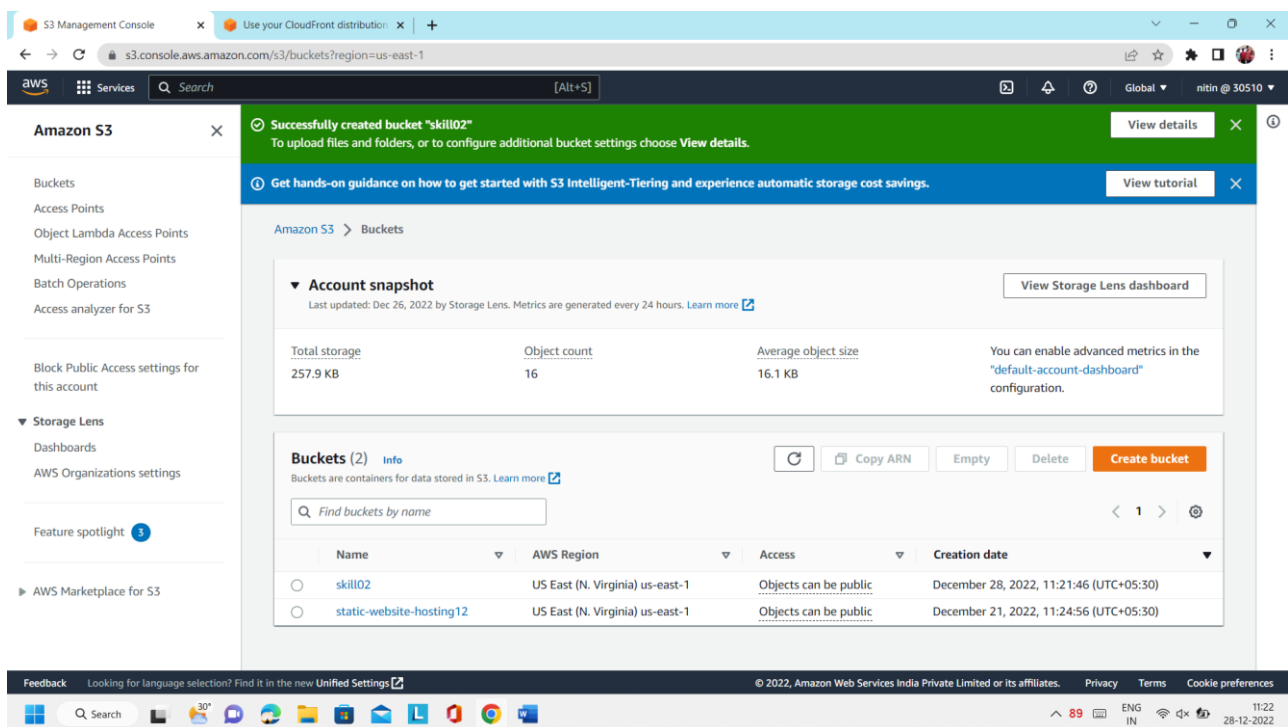 S3 Management Console
Use your CloudFront distribution
s3.console.aws.amazon.com/s3/buckets?region=us-east-1
aws
Services
Search
[Alt+S]
Global
nitin @ 30510
Amazon S3
Buckets
Access Points
Object Lambda Access Points
Multi-Region Access Points
Batch Operations
Access analyzer for S3
Block Public Access settings for
this account
Storage Lens
Dashboards
AWS Organizations settings
Feature spotlight 3
AWS Marketplace for S3
Successfully created bucket "skill02"
To upload files and folders, or to configure additional bucket settings choose View details.
View details
Get hands-on guidance on how to get started with S3 Intelligent-Tiering and experience automatic storage cost savings.
View tutorial
Amazon S3 > Buckets
Account snapshot
Last updated: Dec 26, 2022 by Storage Lens. Metrics are generated every 24 hours. Learn more
View Storage Lens dashboard
Total storage
257.9 KB
Object count
16
Average object size
16.1 KB
You can enable advanced metrics in the
"default-account-dashboard"
configuration.
Buckets (2) Info
Buckets are containers for data stored in S3. Learn more
Copy ARN
Empty
Delete
Create bucket
Find buckets by name
1
Name AWS Region Access Creation date
skill02 US East (N. Virginia) us-east-1 Objects can be public December 28, 2022, 11:21:46 (UTC+05:30)
static-website-hosting12 US East (N. Virginia) us-east-1 Objects can be public December 21, 2022, 11:24:56 (UTC+05:30)
Feedback Looking for language selection? Find it in the new Unified Settings
© 2022, Amazon Web Services India Private Limited or its affiliates. Privacy Terms Cookie preferences
Search
30°
L
89
ENG
IN
11:22
28-12-2022